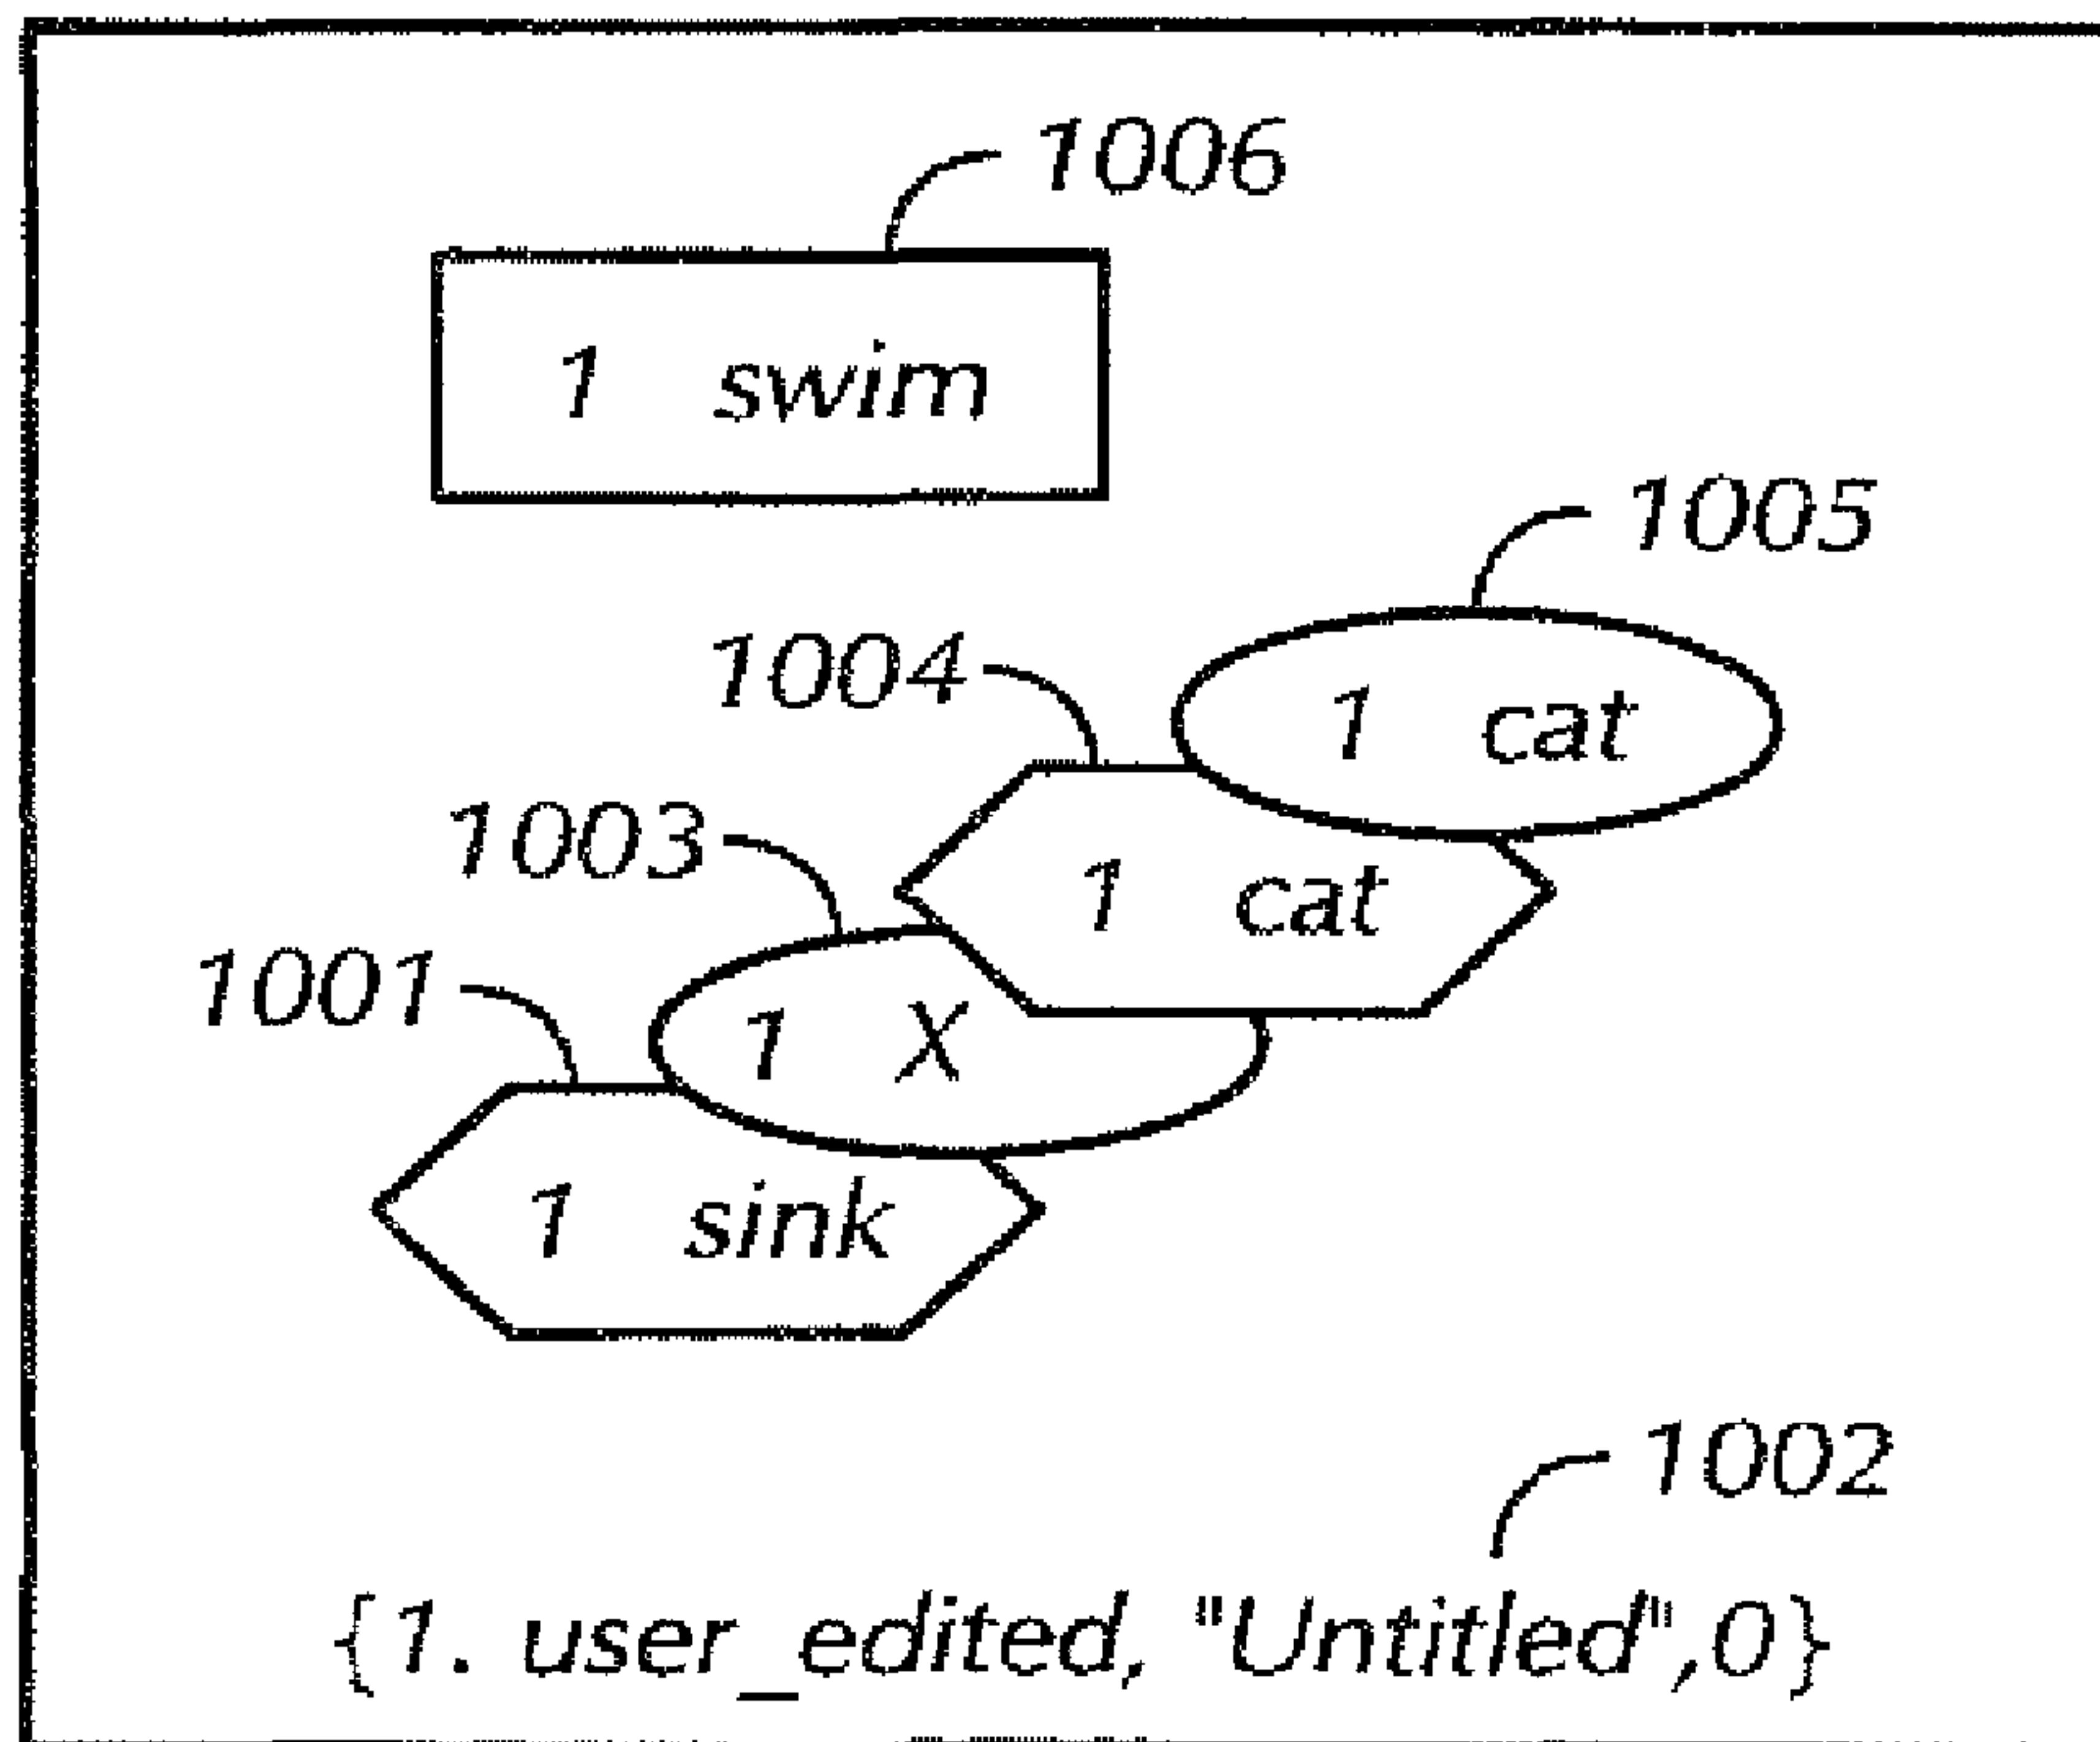 1006
1 swim
1005
1004
1 cat
1003
1 cat
1001
1 X
1 sink
1002
{1. user_edited, "Untitled",0}